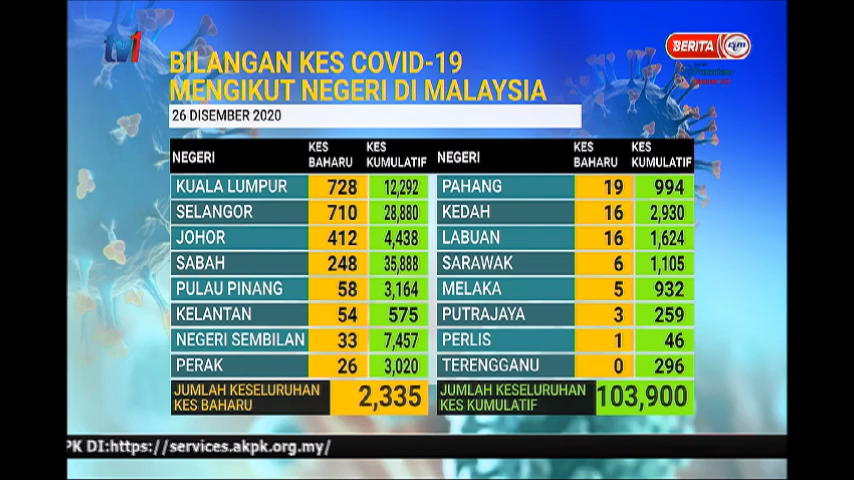 tv1
BERITA rtm
BILANGAN KES COVID-19
MENGIKUT NEGERI DI MALAYSIA
26 DISEMBER 2020
NEGERI KES BAHARU KES KUMULATIF
KUALA LUMPUR 728 12,292
SELANGOR 710 28,880
JOHOR 412 4,438
SABAH 248 35,888
PULAU PINANG 58 3,164
KELANTAN 54 575
NEGERI SEMBILAN 33 7,457
PERAK 26 3,020
JUMLAH KESELURUHAN
KES BAHARU
2,335
NEGERI KES BAHARU KES KUMULATIF
PAHANG 19 994
KEDAH 16 2,930
LABUAN 16 1,624
SARAWAK 6 1,105
MELAKA 5 932
PUTRAJAYA 3 259
PERLIS 1 46
TERENGGANU 0 296
JUMLAH KESELURUHAN
KES KUMULATIF
103,900
PK DI:https://services.akpk.org.my/